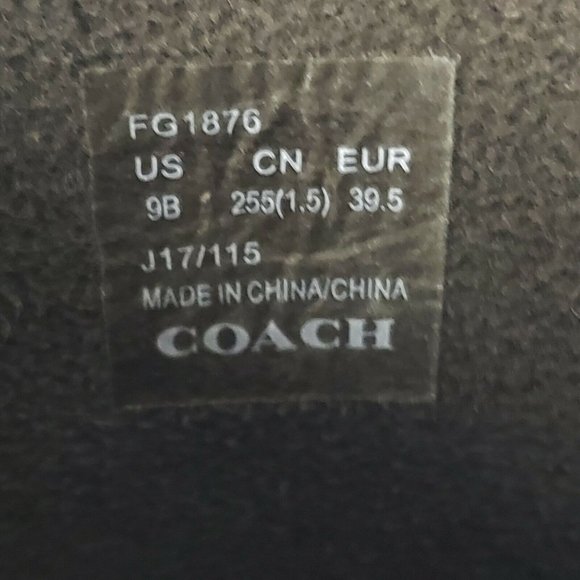 FG1876
US CN EUR
9B 255(1.5) 39.5
J17/115
MADE IN CHINA/CHINA
COACH